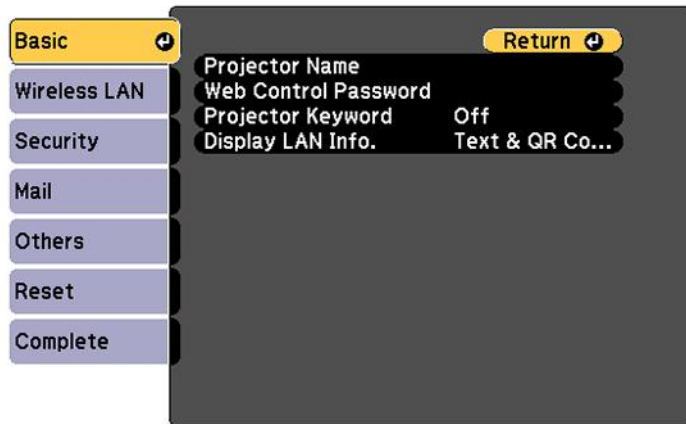 Basic
Return
Projector Name
Wireless LAN
Web Control Password
Projector Keyword Off
Security
Display LAN Info. Text & QR Co...
Mail
Others
Reset
Complete